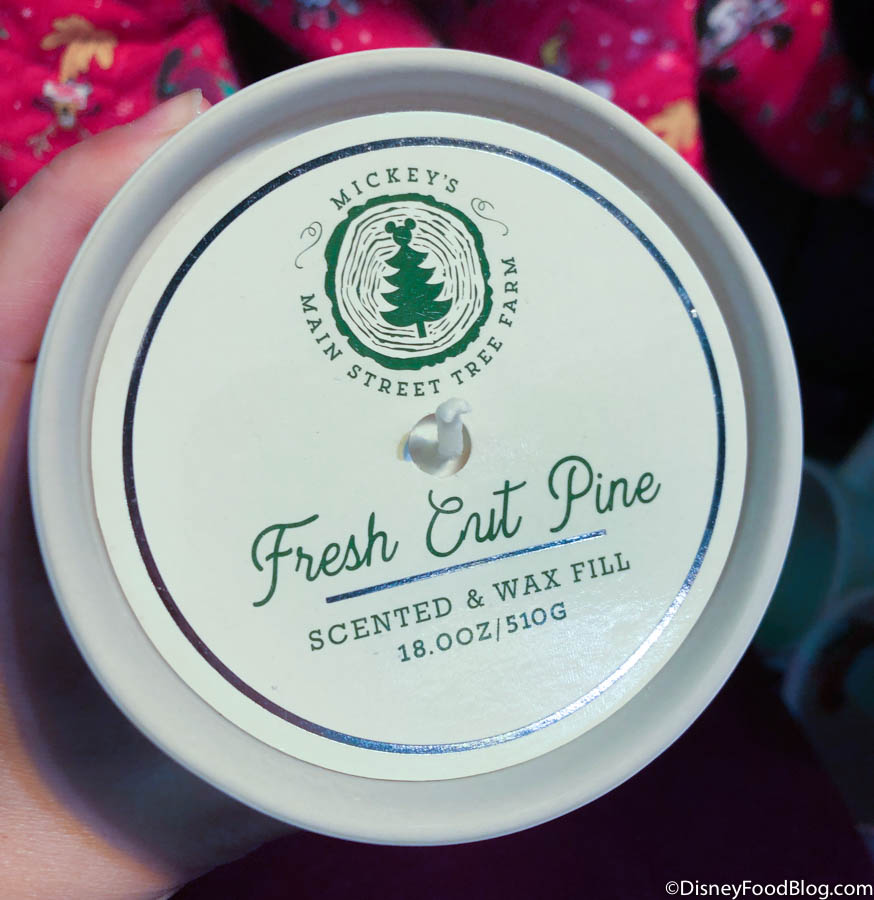 MICKEY'S
MAIN STREET TREE FARM
Fresh Cut Pine
SCENTED & WAX FILL
18.0OZ/510G
©DisneyFoodBlog.com